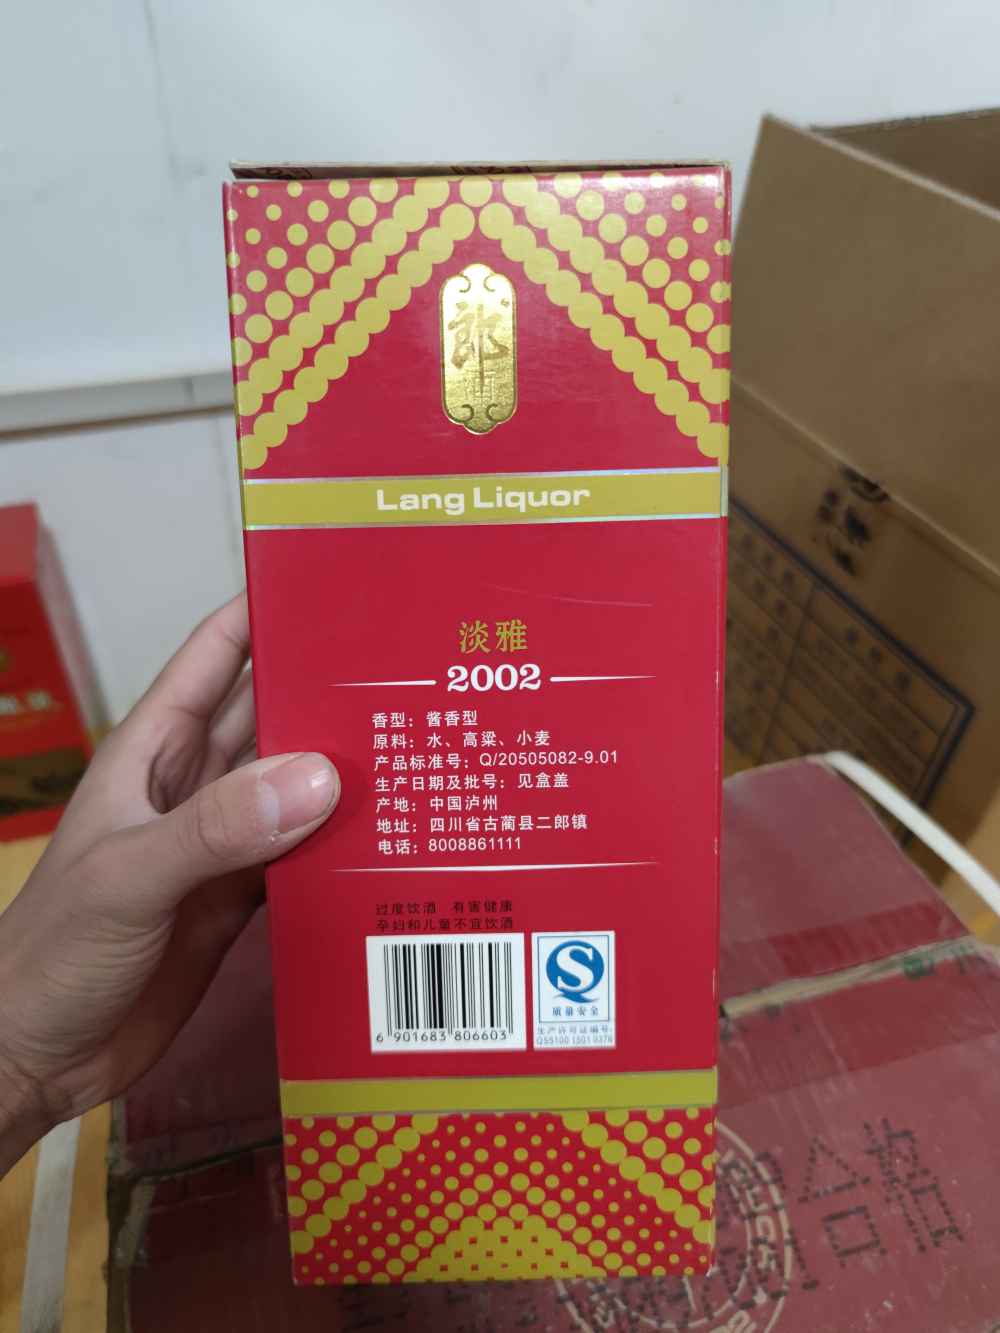 郎
Lang Liquor
淡雅
2002
香型：酱香型
原料：水、高粱、小麦
产品标准号：Q/20505082-9.01
生产日期及批号：见盒盖
产地：中国泸州
地址：四川省古蔺县二郎镇
电话：8008861111
过度饮酒 有害健康
孕妇和儿童不宜饮酒
6 901683 806603
质量安全
生产许可证编号:
QS5100 1501 0376